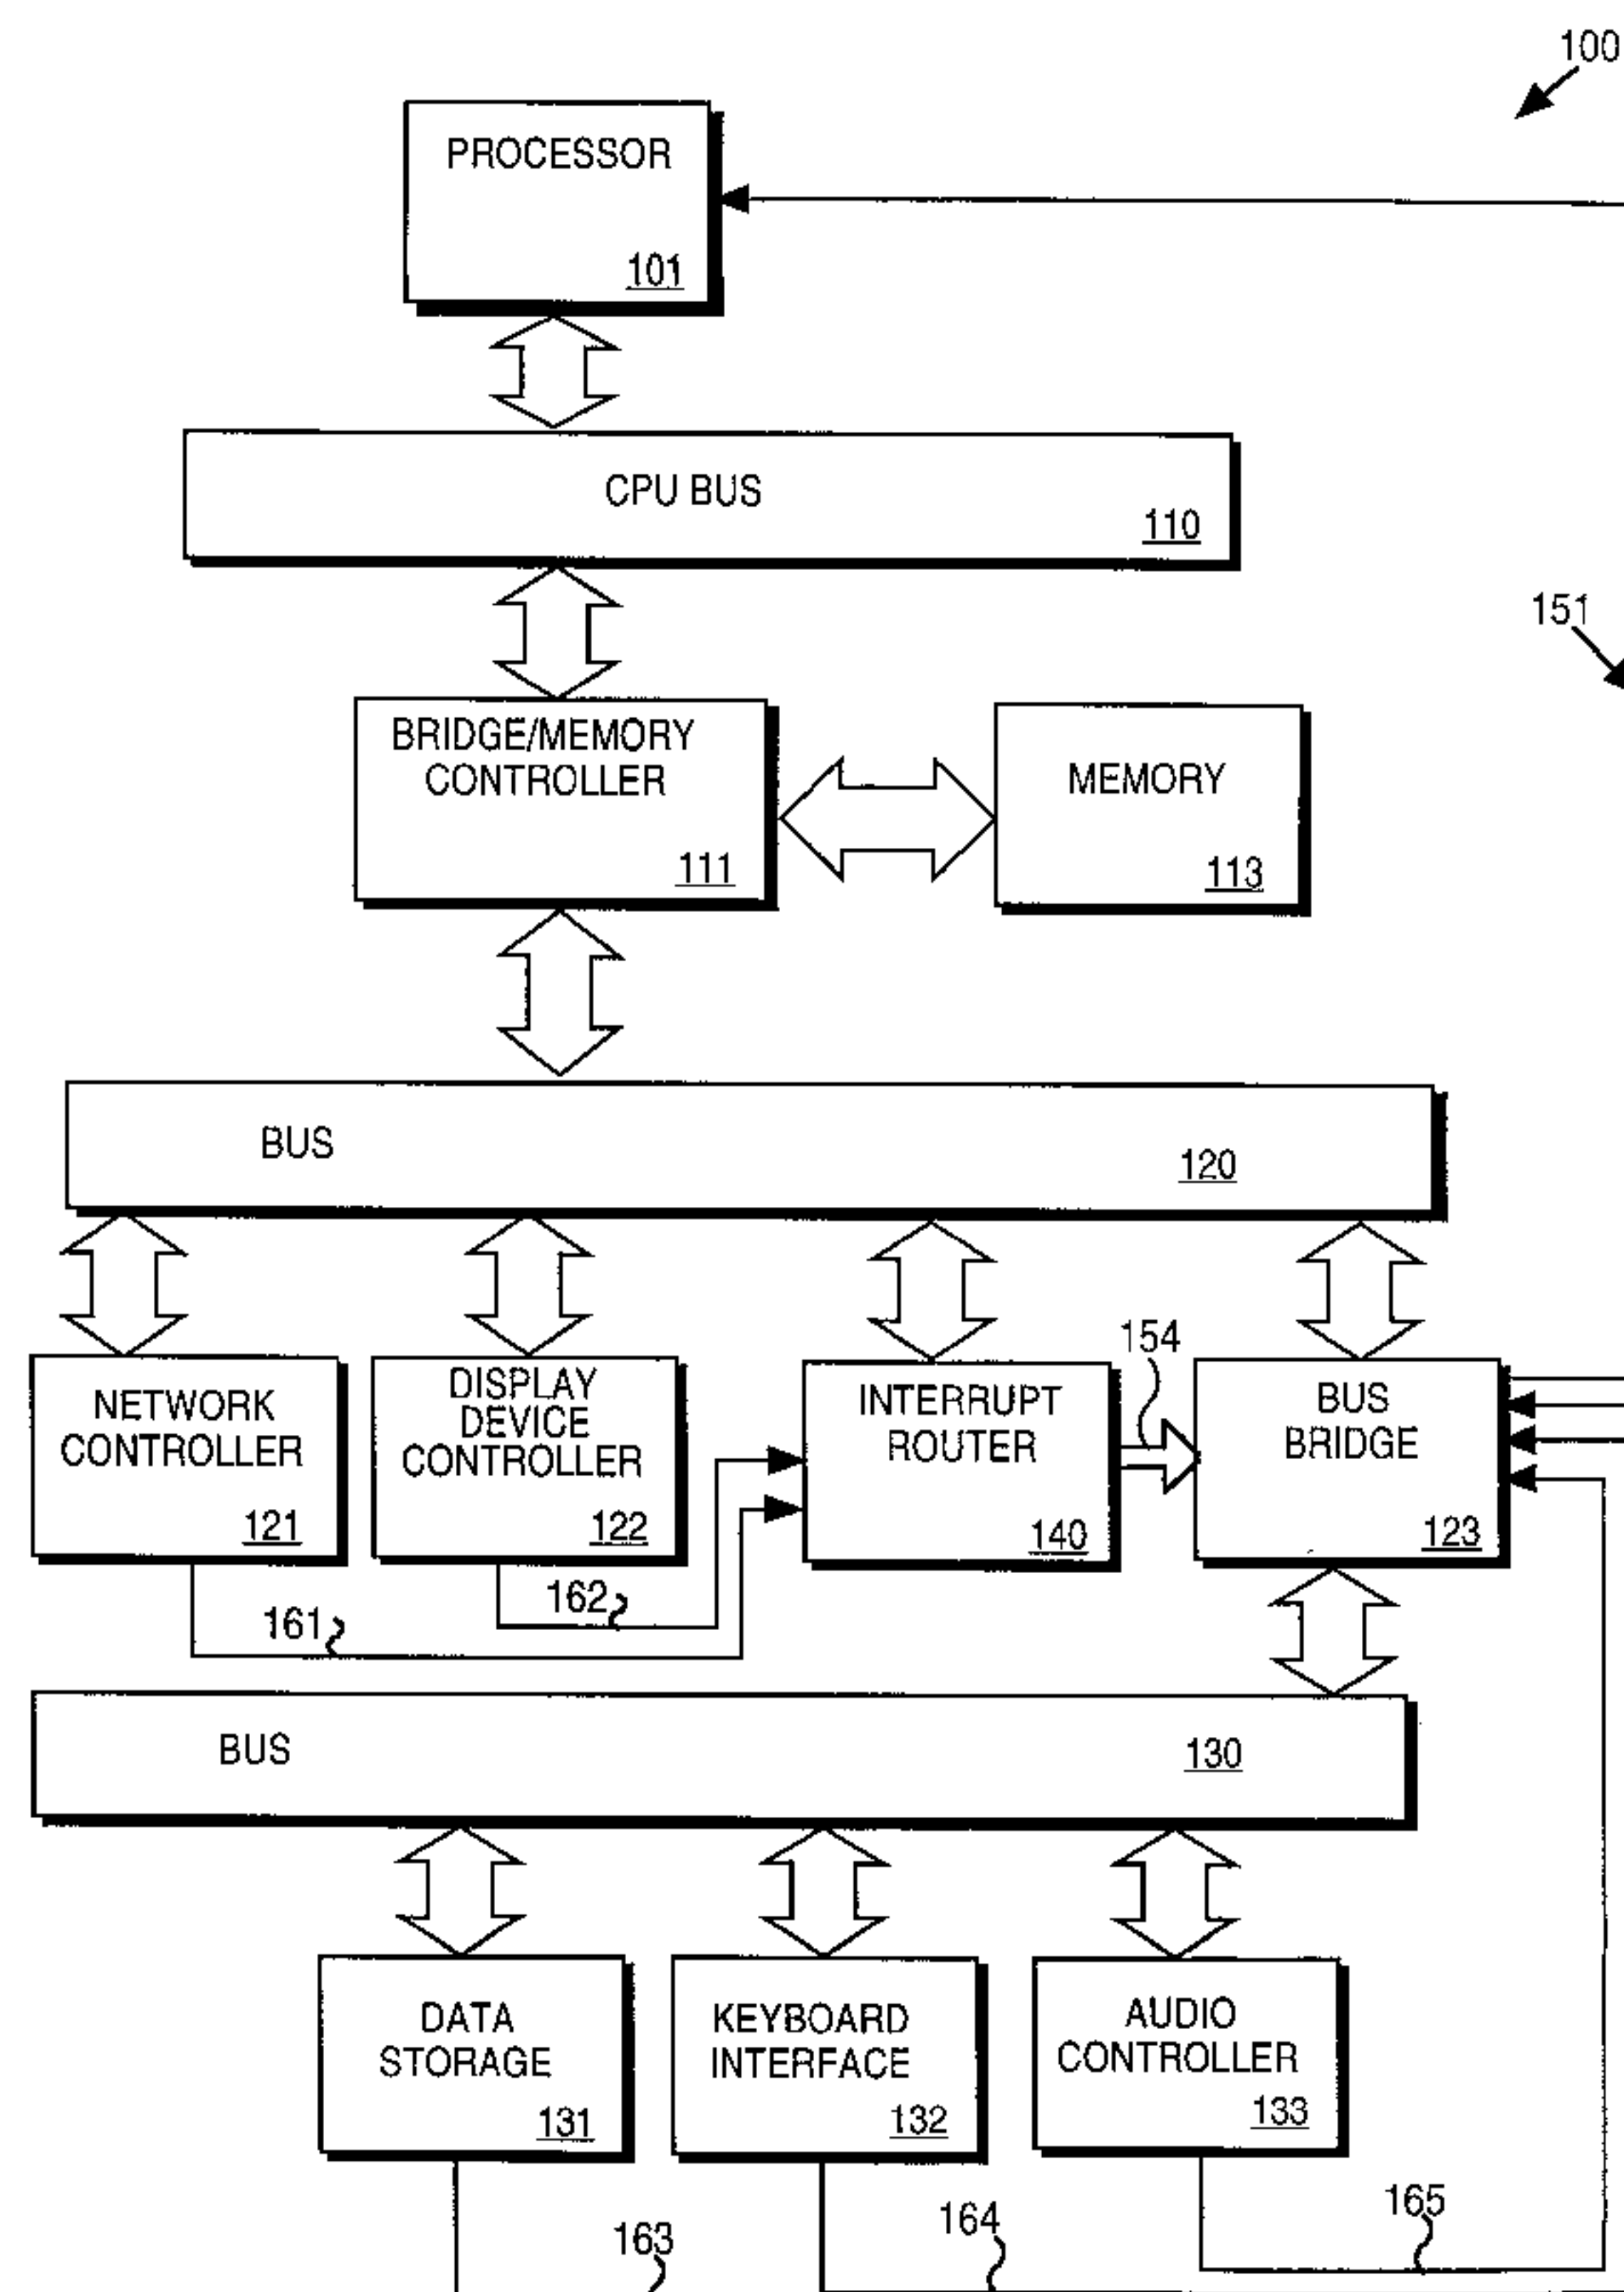 100
PROCESSOR
101
CPU BUS
110
151
BRIDGE/MEMORY
CONTROLLER
111
MEMORY
113
BUS
120
154
NETWORK
CONTROLLER
121
DISPLAY
DEVICE
CONTROLLER
122
INTERRUPT
ROUTER
140
BUS
BRIDGE
123
161
162
BUS
130
DATA
STORAGE
131
KEYBOARD
INTERFACE
132
AUDIO
CONTROLLER
133
163
164
165